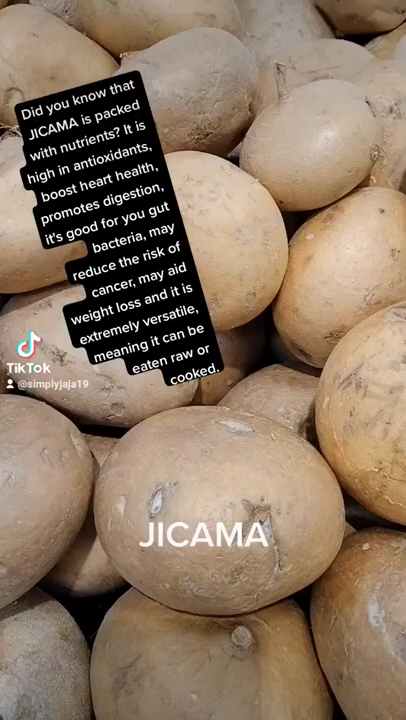 Did you know that
JICAMA is packed
with nutrients? It is
high in antioxidants,
boost heart health,
promotes digestion,
it's good for you gut
bacteria, may
reduce the risk of
cancer, may aid
weight loss and it is
extremely versatile,
meaning it can be
eaten raw or
cooked.
TikTok
@simplyjaja19
JICAMA